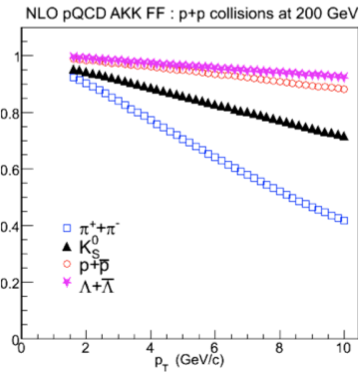 NLO pQCD AKK FF : p+p collisions at 200 GeV
1
0.8
0.6
0.4
0.2
0
0 2 4 6 8 10
π⁺+π⁻
K⁰_S
p+p̅
Λ+Λ̅
p_T (GeV/c)